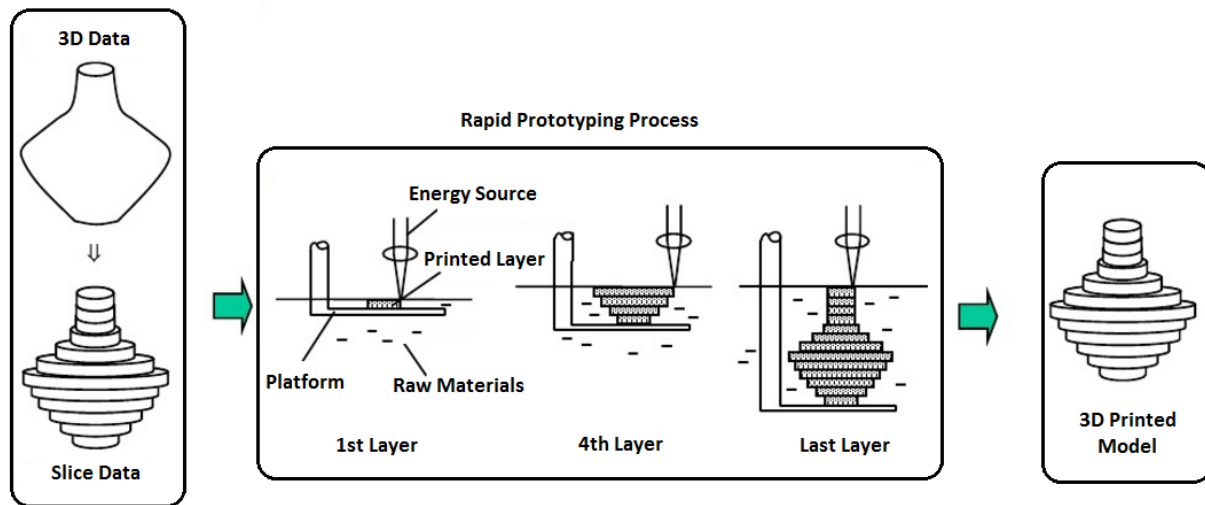 3D Data
Slice Data
Rapid Prototyping Process
Energy Source
Printed Layer
Platform
Raw Materials
1st Layer
4th Layer
Last Layer
3D Printed
Model